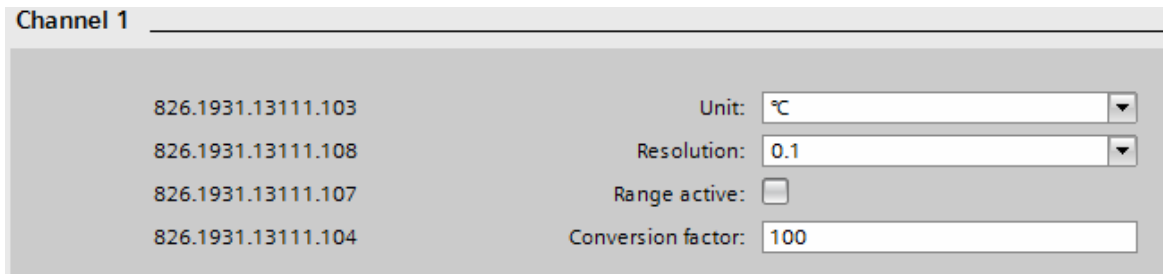 Channel 1
826.1931.13111.103 Unit: ℃
826.1931.13111.108 Resolution: 0.1
826.1931.13111.107 Range active:
826.1931.13111.104 Conversion factor: 100